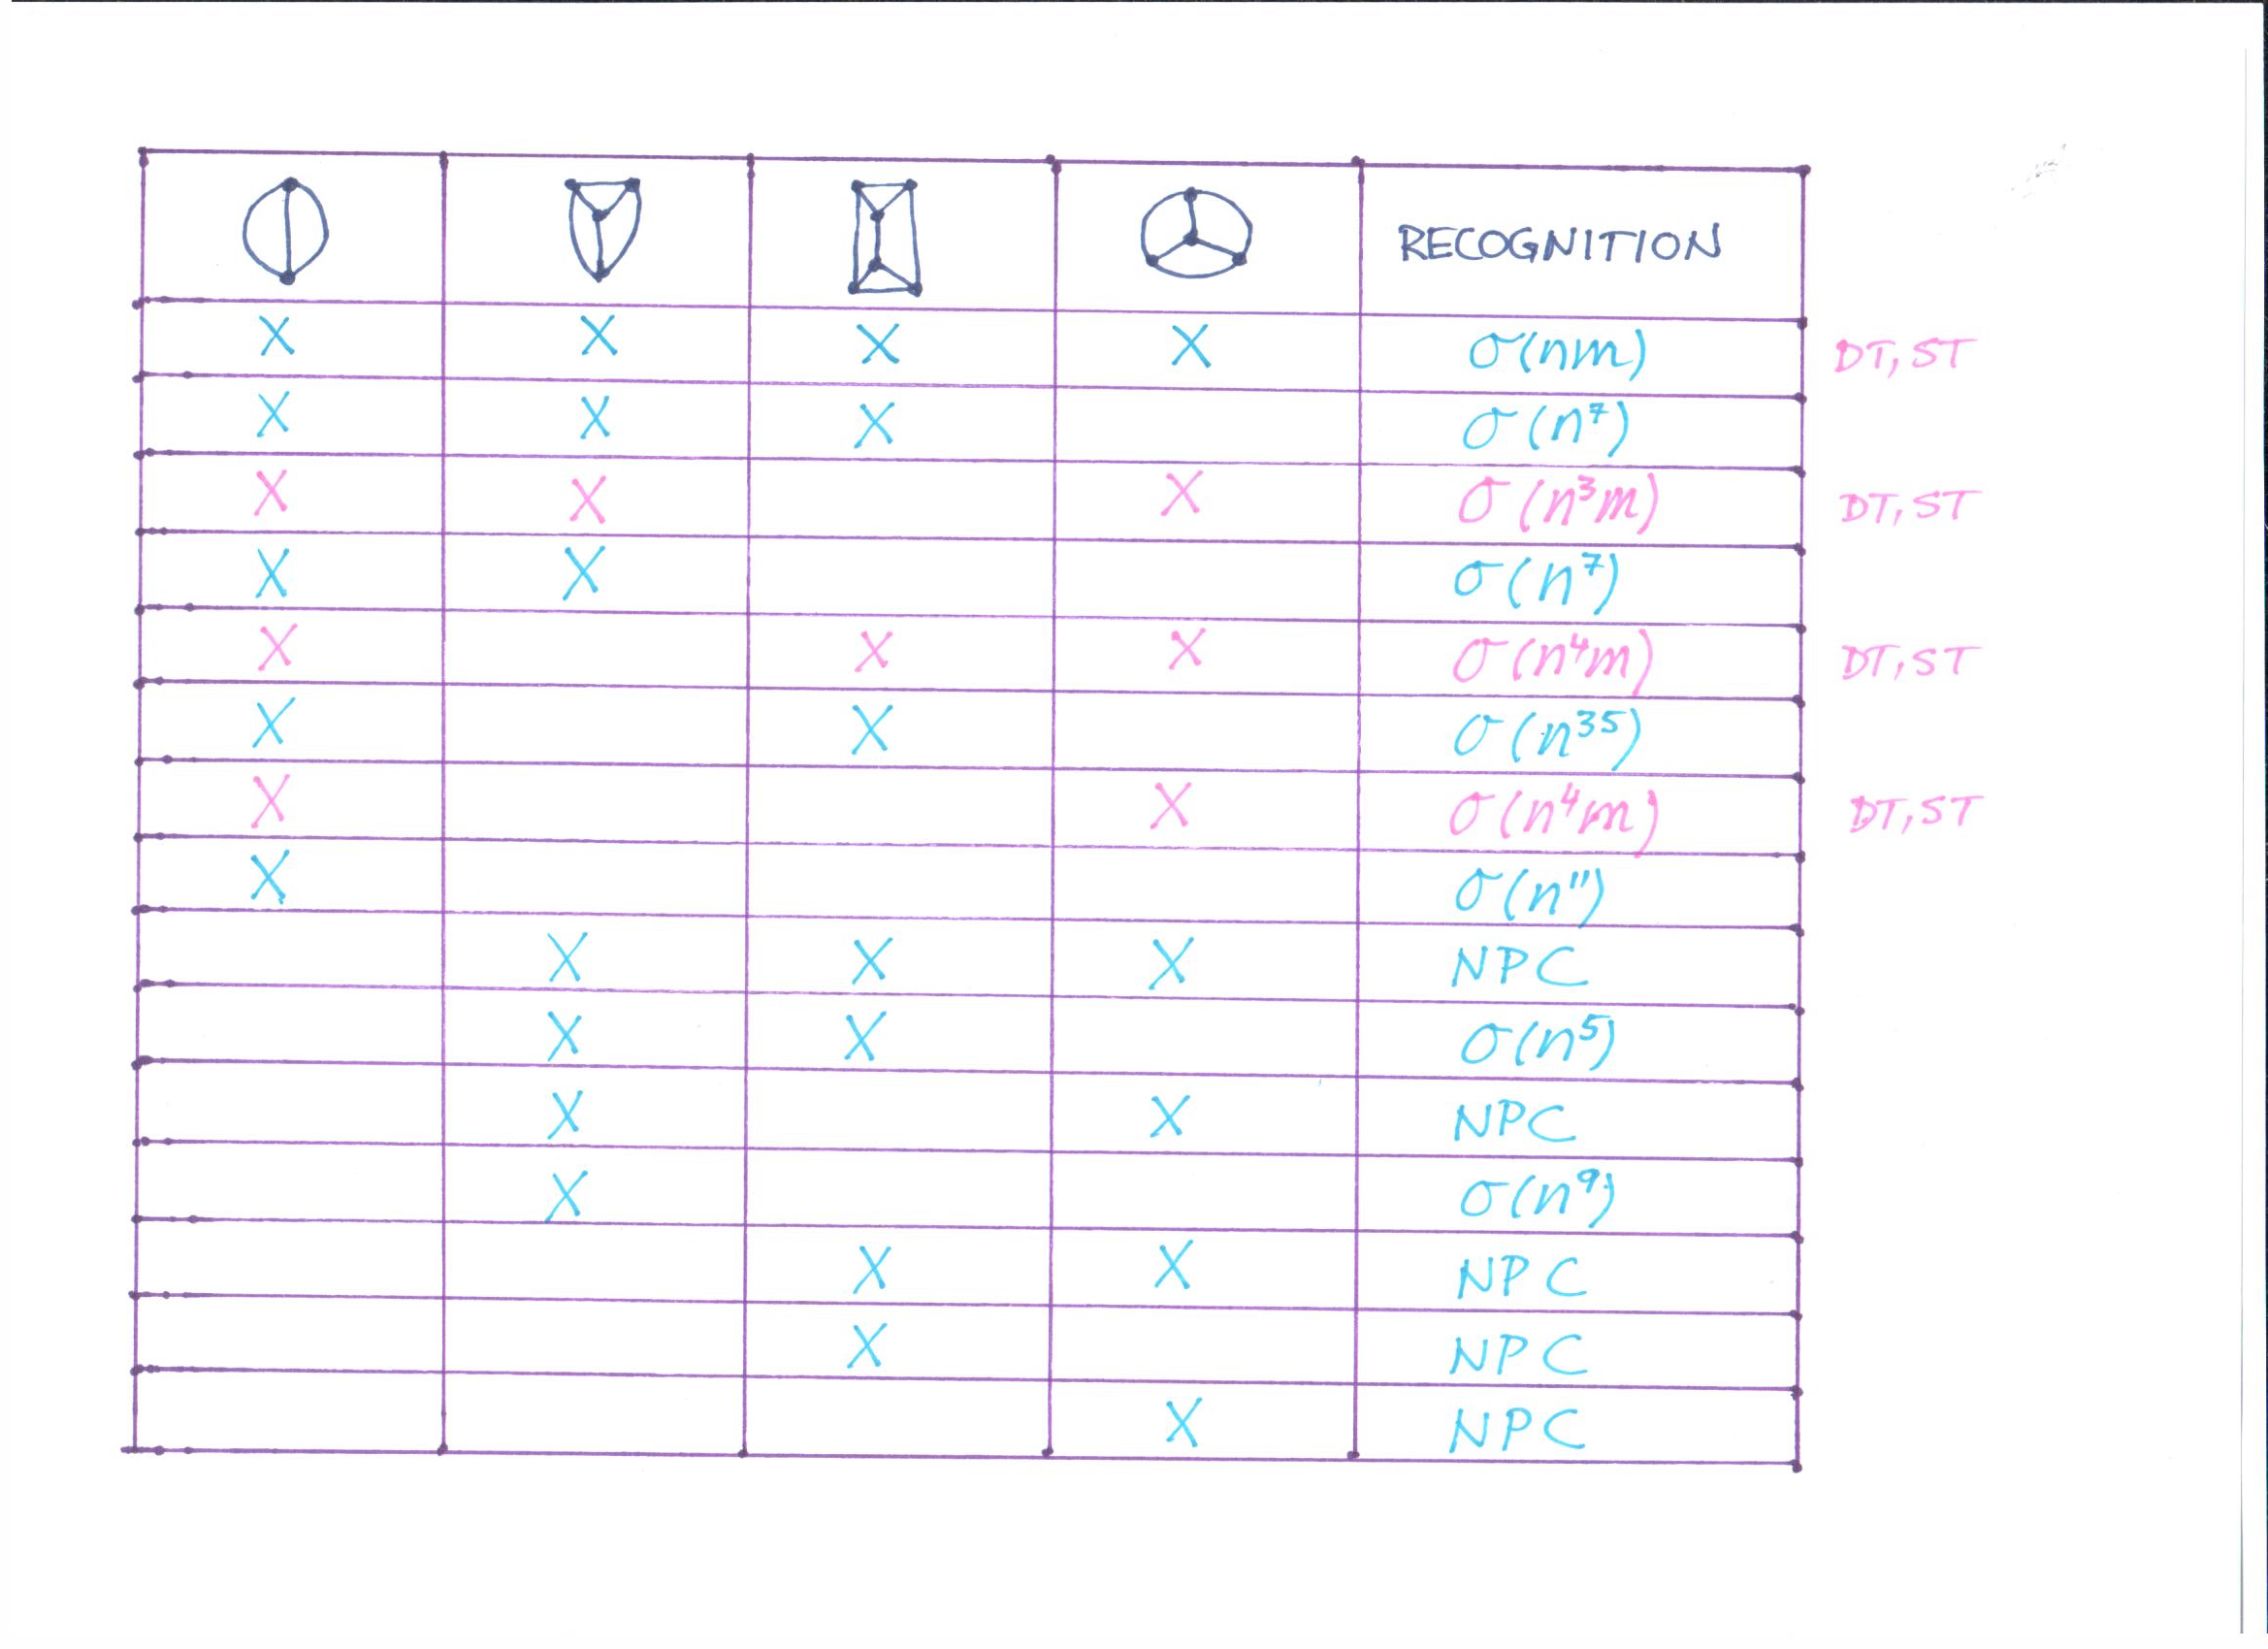 RECOGNITION
X X X X σ(nm) DT, ST
X X X σ(n⁷)
X X X σ(n³m) DT, ST
X X σ(n⁷)
X X X σ(n⁴m) DT, ST
X X σ(n³⁵)
X X σ(n⁴m) DT, ST
X σ(n¹¹)
X X X NPC
X X σ(n⁵)
X X NPC
X σ(n⁹)
X X NPC
X NPC
X NPC